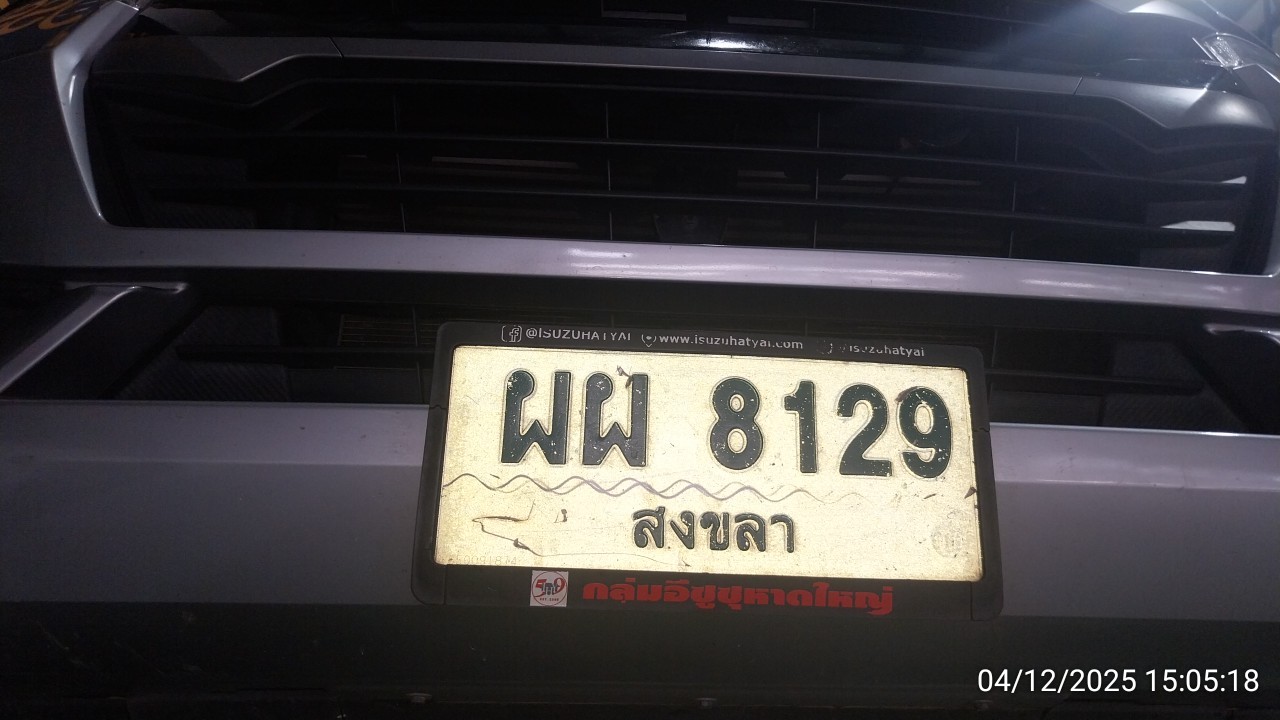 @ISUZUHATYAI www.isuzuhatyai.com /isuzuhatyai
ผผ 8129
สงขลา
กลุ่มอีซูซุหาดใหญ่
04/12/2025 15:05:18